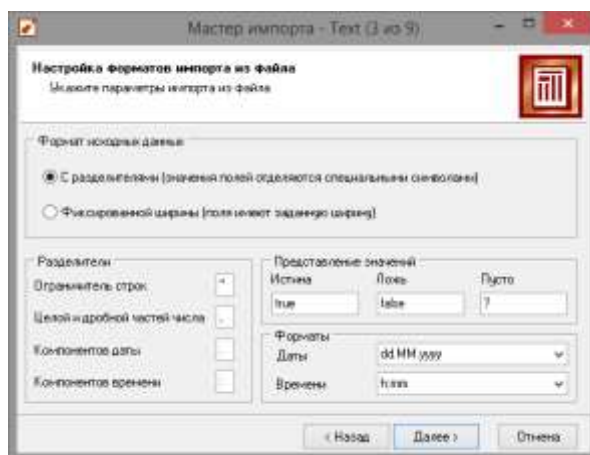 Мастер импорта - Text (3 из 9)
Настройка форматов импорта из файла
Укажите параметры импорта из файла
Формат исходных данных
С разделителями (значения полей отделяются специальными символами)
Фиксированной ширины (поля имеют заданную ширину)
Разделители
Ограничитель строк "
Целой и дробной частей числа .
Компонентов даты
Компонентов времени
Представление значений
Истина Ложь Пусто
true false ?
Форматы
Даты dd.MM.yyyy
Времени h:mm
< Назад Далее > Отмена